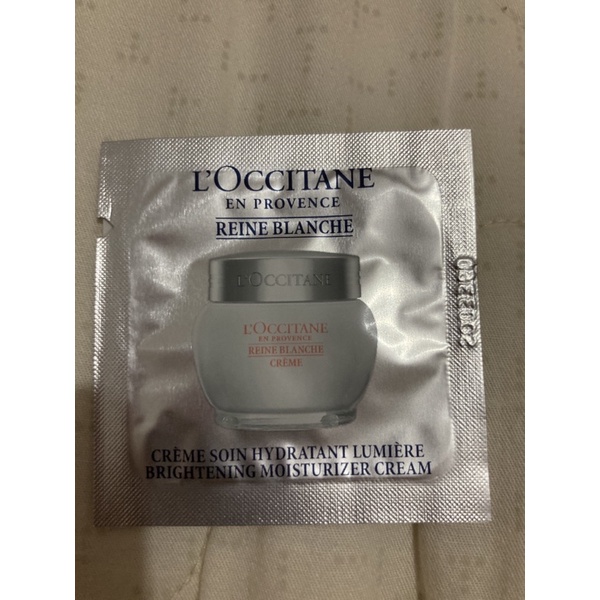 L'OCCITANE
EN PROVENCE
REINE BLANCHE
L'OCCITANE
L'OCCITANE
EN PROVENCE
REINE BLANCHE
CRÈME
CRÈME SOIN HYDRATANT LUMIÈRE
BRIGHTENING MOISTURIZER CREAM